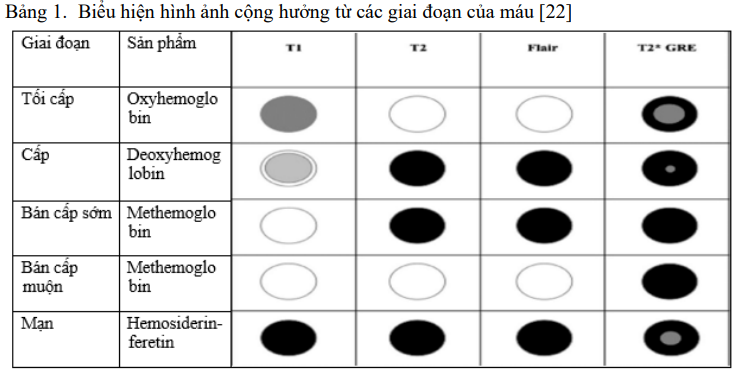 Bảng 1. Biểu hiện hình ảnh cộng hưởng từ các giai đoạn của máu [22]
Giai đoạn Sản phẩm T1 T2 Flair T2* GRE
Tối cấp Oxyhemoglo
bin
Cấp Deoxyhemog
lobin
Bán cấp sớm Methemoglo
bin
Bán cấp Methemoglo
muộn bin
Mạn Hemosiderin-
feretin